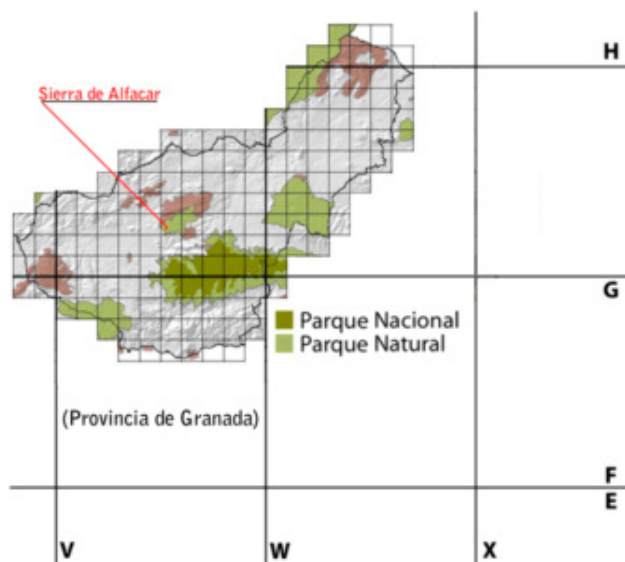 H
Sierra de Alfacar
G
Parque Nacional
Parque Natural
(Provincia de Granada)
F
E
V
W
X